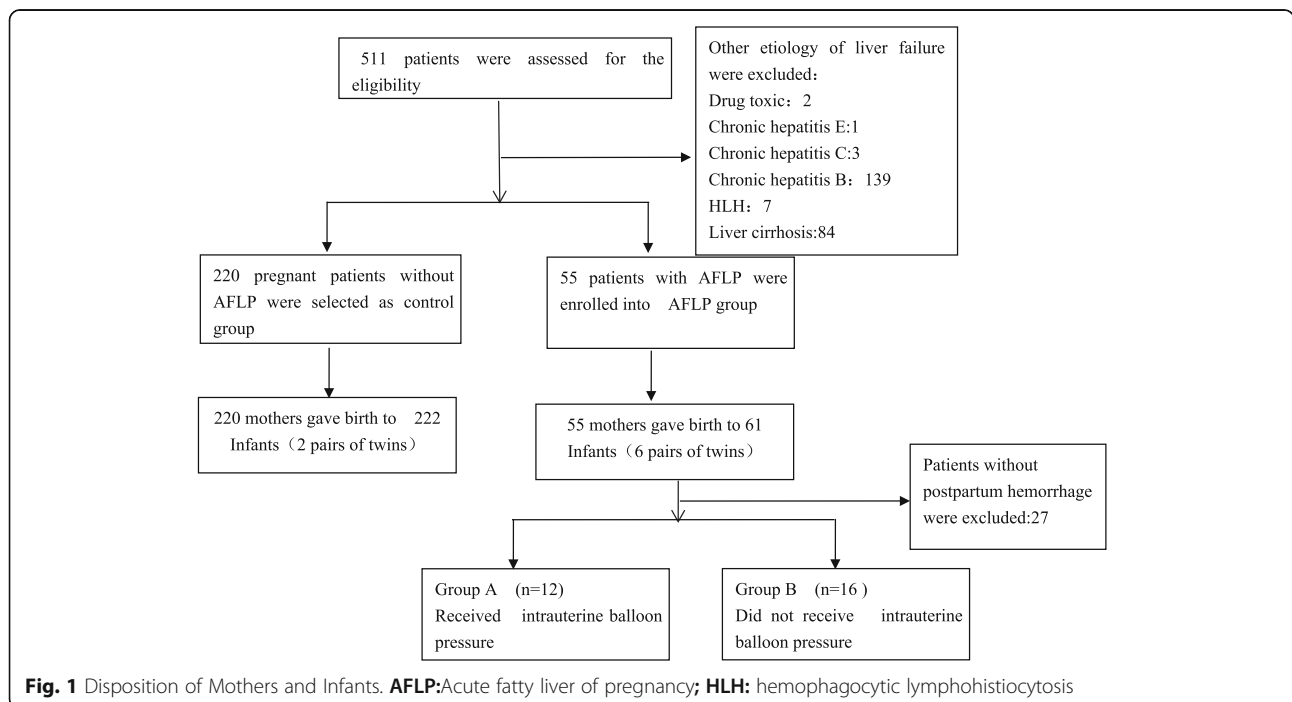 511 patients were assessed for the
eligibility
Other etiology of liver failure
were excluded：
Drug toxic：2
Chronic hepatitis E:1
Chronic hepatitis C:3
Chronic hepatitis B：139
HLH：7
Liver cirrhosis:84
220 pregnant patients without
AFLP were selected as control
group
55 patients with AFLP were
enrolled into AFLP group
220 mothers gave birth to 222
Infants（2 pairs of twins）
55 mothers gave birth to 61
Infants（6 pairs of twins）
Patients without
postpartum hemorrhage
were excluded:27
Group A (n=12)
Received intrauterine balloon
pressure
Group B (n=16 )
Did not receive intrauterine
balloon pressure
Fig. 1 Disposition of Mothers and Infants. AFLP:Acute fatty liver of pregnancy; HLH: hemophagocytic lymphohistiocytosis